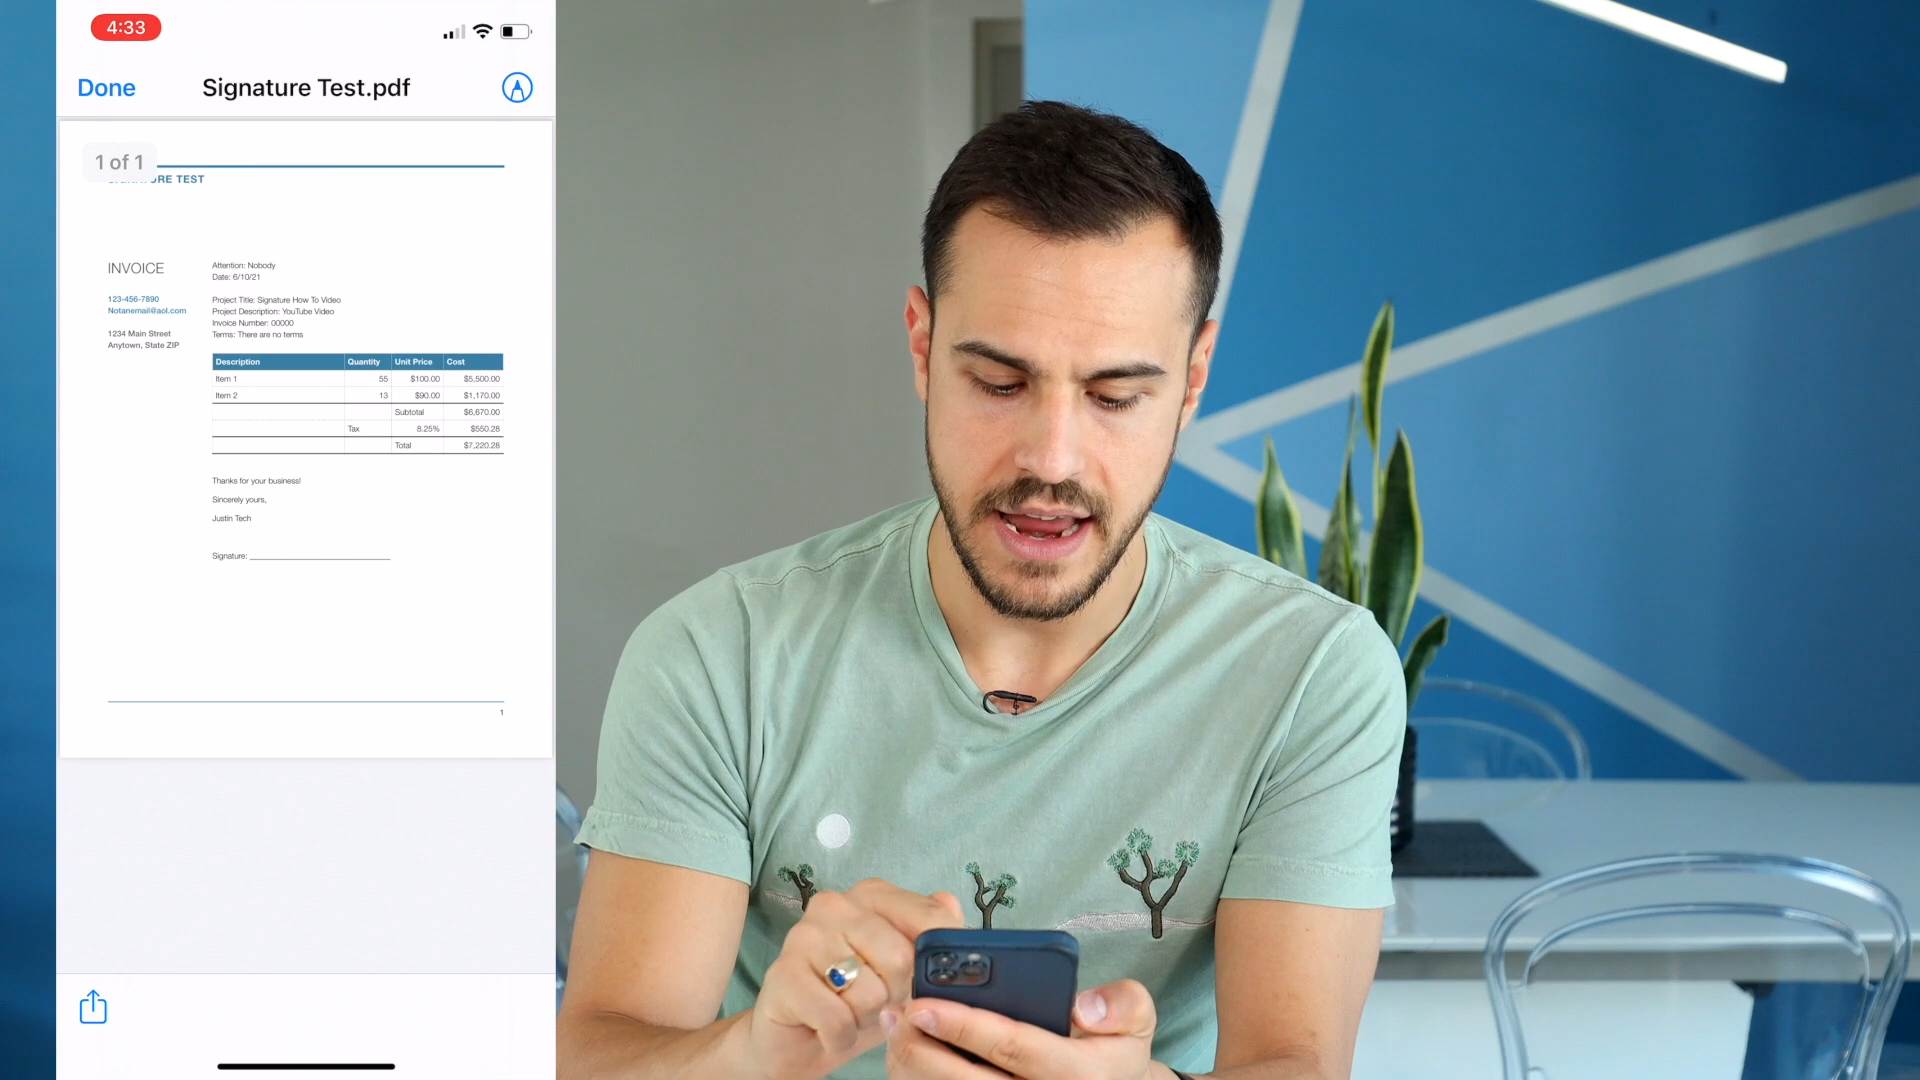 4:33
Done
Signature Test.pdf
1 of 1
RE TEST
INVOICE
Attention: Nobody
Date: 6/10/21
123-456-7890
Notanemail@aol.com
1234 Main Street
Anytown, State ZIP
Project Title: Signature How To Video
Project Description: YouTube Video
Invoice Number: 00000
Terms: There are no terms
Description Quantity Unit Price Cost
Item 1 55 $100.00 $5,500.00
Item 2 13 $90.00 $1,170.00
Subtotal $6,670.00
Tax 8.25% $550.28
Total $7,220.28
Thanks for your business!
Sincerely yours,
Justin Tech
Signature:
1